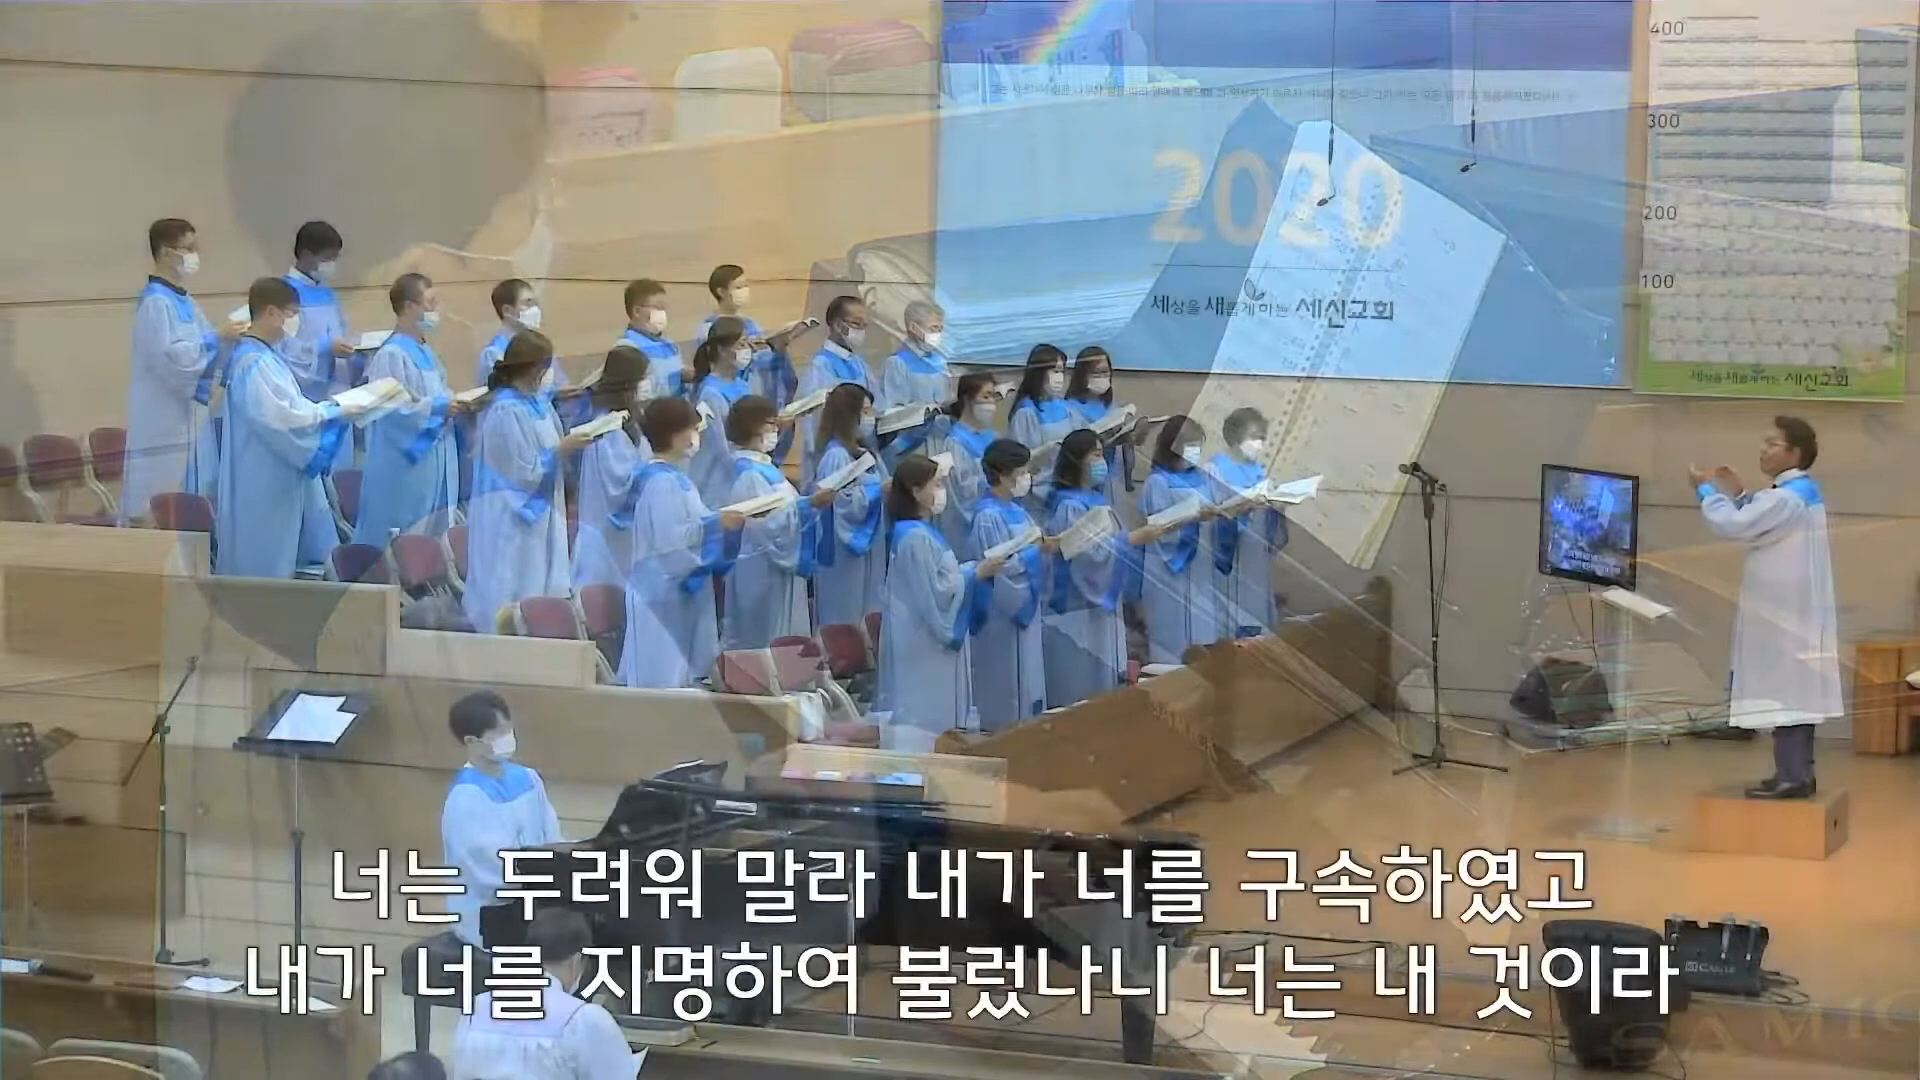 400
300
200
100
2020
세상을 새롭게 하는 세신교회
세상을 새롭게 하는 세신교회
너는 두려워 말라 내가 너를 구속하였고
내가 너를 지명하여 불렀나니 너는 내 것이라